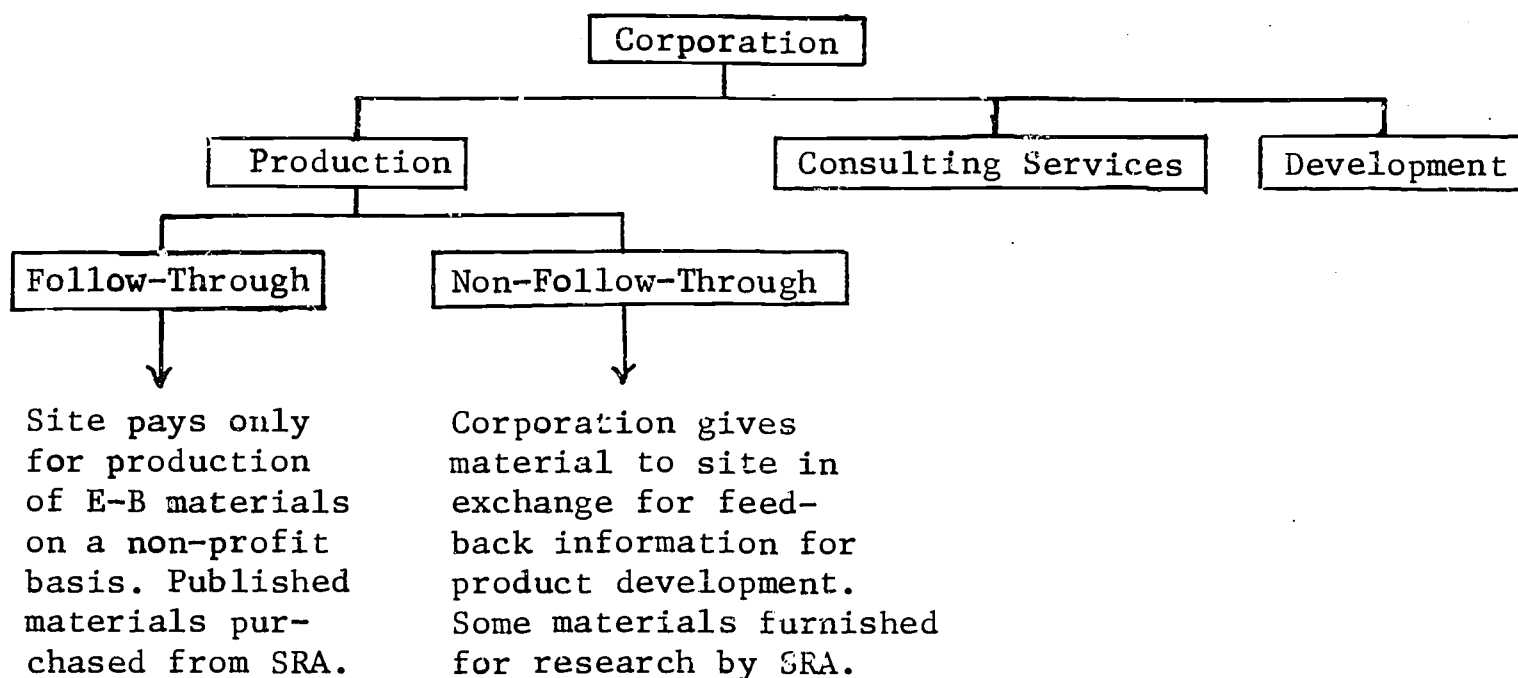 Corporation
Production
Consulting Services
Development
Follow-Through
Non-Follow-Through
Site pays only
for production
of E-B materials
on a non-profit
basis. Published
materials pur-
chased from SRA.
Corporation gives
material to site in
exchange for feed-
back information for
product development.
Some materials furnished
for research by SRA.